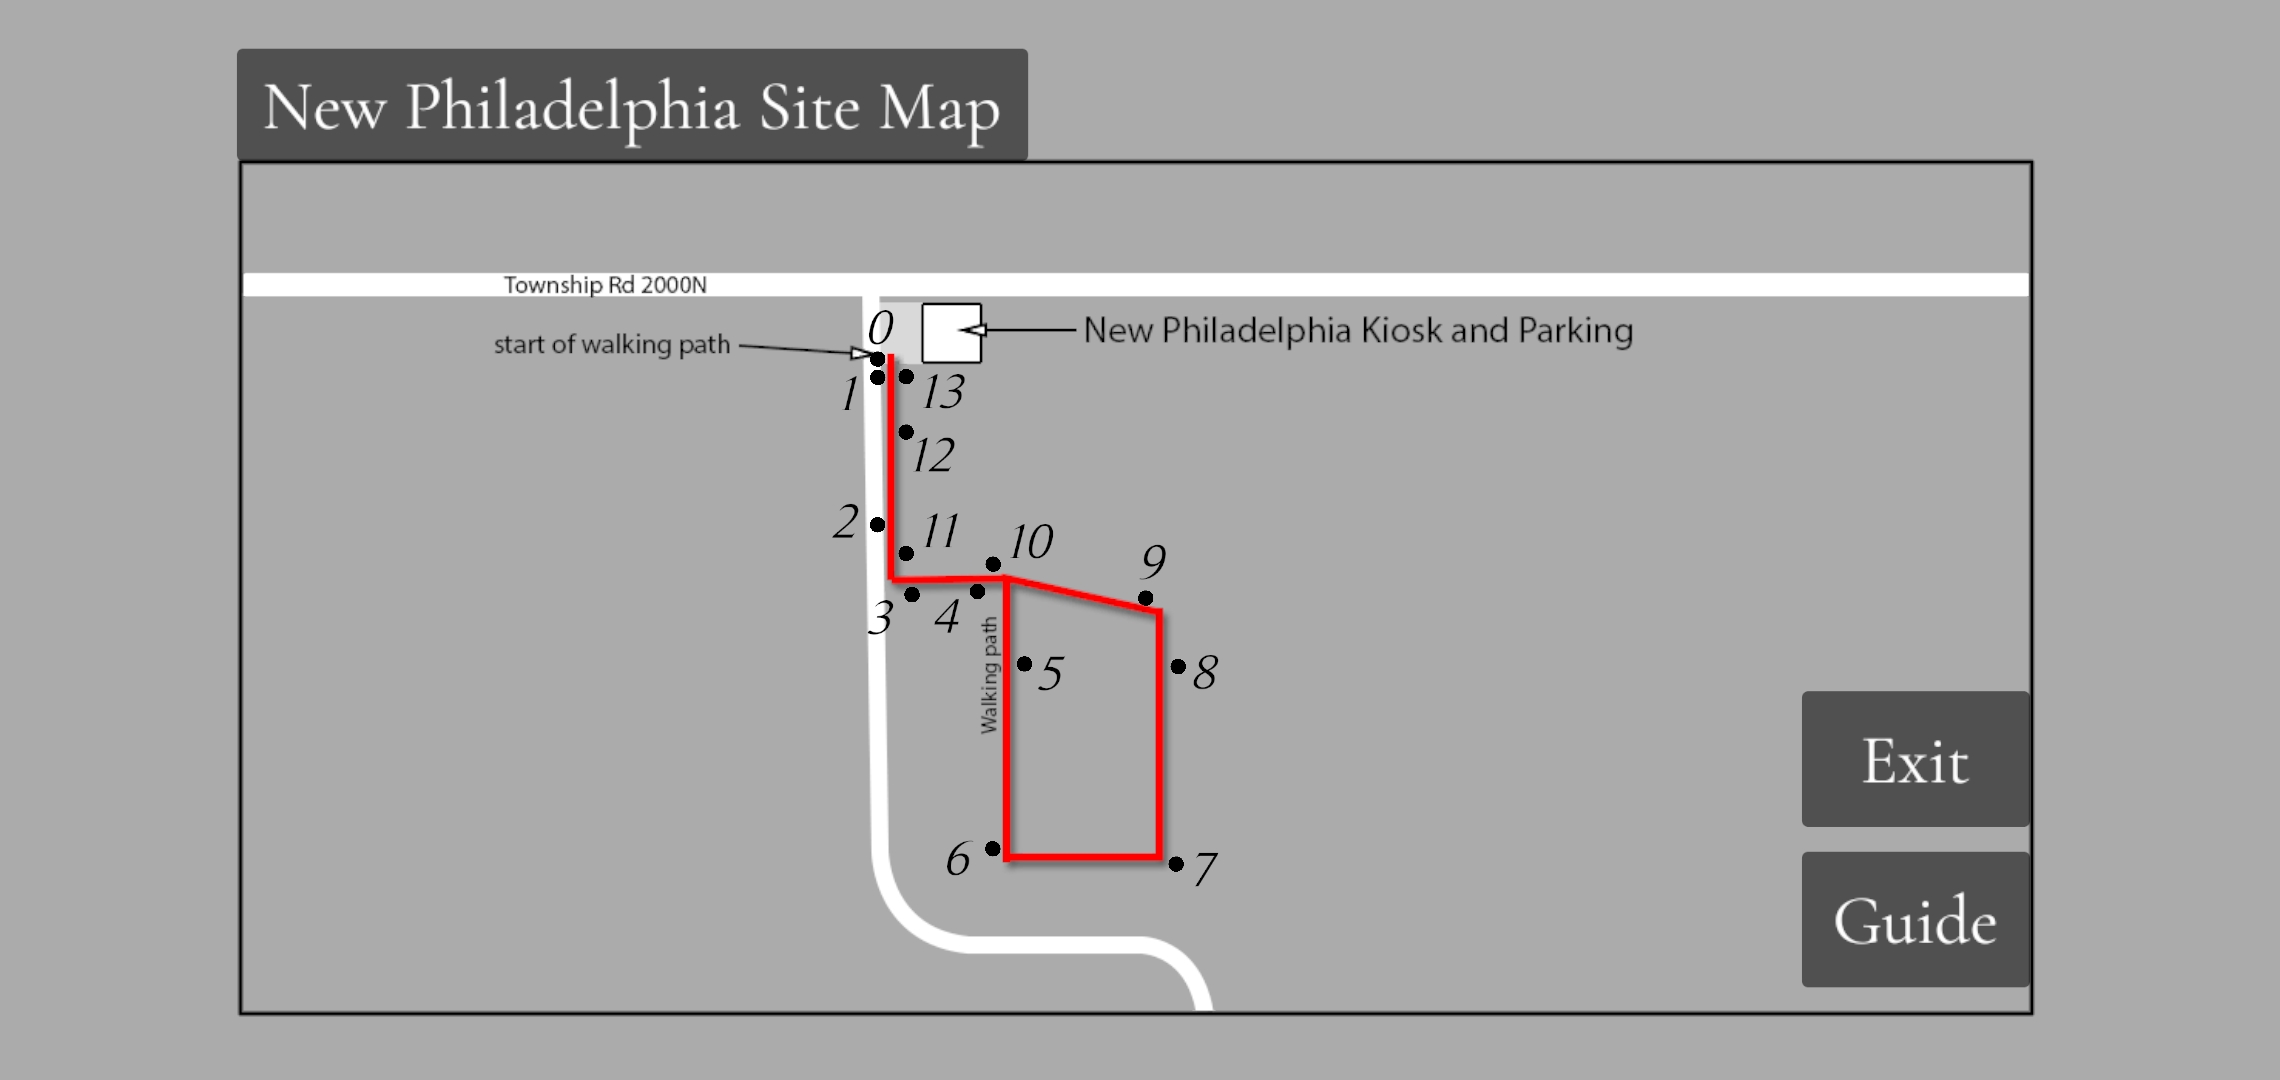 New Philadelphia Site Map
Township Rd 2000N
0
start of walking path
New Philadelphia Kiosk and Parking
1
13
12
2
11
10
9
3
4
Walking path
5
8
6
7
Exit
Guide